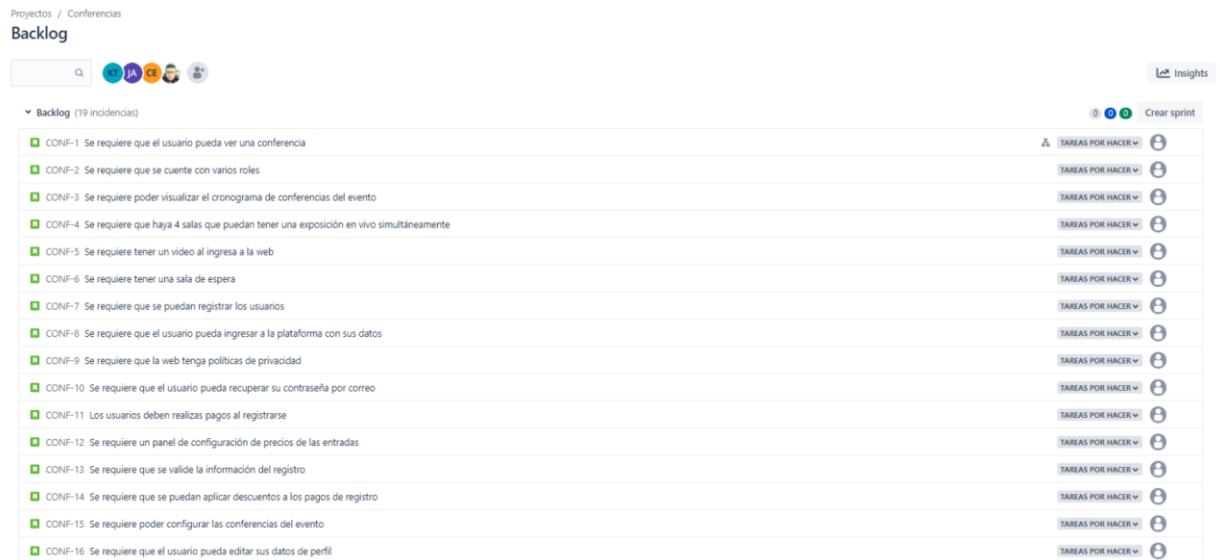 Proyectos / Conferencias
Backlog
KT JA CE
Insights
Backlog (19 incidencias)
0 0 0 Crear sprint
CONF-1 Se requiere que el usuario pueda ver una conferencia TAREAS POR HACER
CONF-2 Se requiere que se cuente con varios roles TAREAS POR HACER
CONF-3 Se requiere poder visualizar el cronograma de conferencias del evento TAREAS POR HACER
CONF-4 Se requiere que haya 4 salas que puedan tener una exposición en vivo simultáneamente TAREAS POR HACER
CONF-5 Se requiere tener un video al ingresa a la web TAREAS POR HACER
CONF-6 Se requiere tener una sala de espera TAREAS POR HACER
CONF-7 Se requiere que se puedan registrar los usuarios TAREAS POR HACER
CONF-8 Se requiere que el usuario pueda ingresar a la plataforma con sus datos TAREAS POR HACER
CONF-9 Se requiere que la web tenga políticas de privacidad TAREAS POR HACER
CONF-10 Se requiere que el usuario pueda recuperar su contraseña por correo TAREAS POR HACER
CONF-11 Los usuarios deben realizas pagos al registrarse TAREAS POR HACER
CONF-12 Se requiere un panel de configuración de precios de las entradas TAREAS POR HACER
CONF-13 Se requiere que se valide la información del registro TAREAS POR HACER
CONF-14 Se requiere que se puedan aplicar descuentos a los pagos de registro TAREAS POR HACER
CONF-15 Se requiere poder configurar las conferencias del evento TAREAS POR HACER
CONF-16 Se requiere que el usuario pueda editar sus datos de perfil TAREAS POR HACER